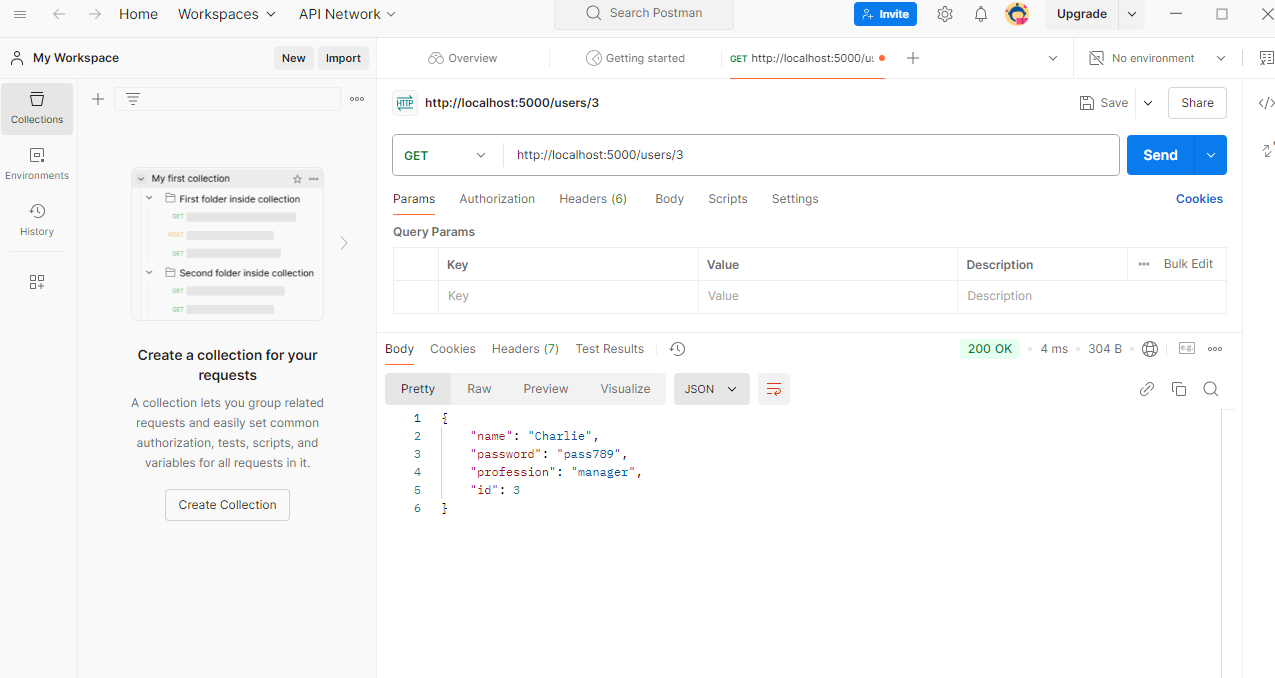 Home Workspaces API Network Search Postman Invite Upgrade
My Workspace New Import Overview Getting started GET http://localhost:5000/u: No environment
Collections
Environments
History
My first collection
First folder inside collection
GET
POST
GET
Second folder inside collection
GET
GET
Create a collection for your
requests
A collection lets you group related
requests and easily set common
authorization, tests, scripts, and
variables for all requests in it.
Create Collection
HTTP http://localhost:5000/users/3 Save Share
GET http://localhost:5000/users/3 Send
Params Authorization Headers (6) Body Scripts Settings Cookies
Query Params
Key Value Description Bulk Edit
Key Value Description
Body Cookies Headers (7) Test Results 200 OK 4 ms 304 B
Pretty Raw Preview Visualize JSON
1 {
2 "name": "Charlie",
3 "password": "pass789",
4 "profession": "manager",
5 "id": 3
6 }